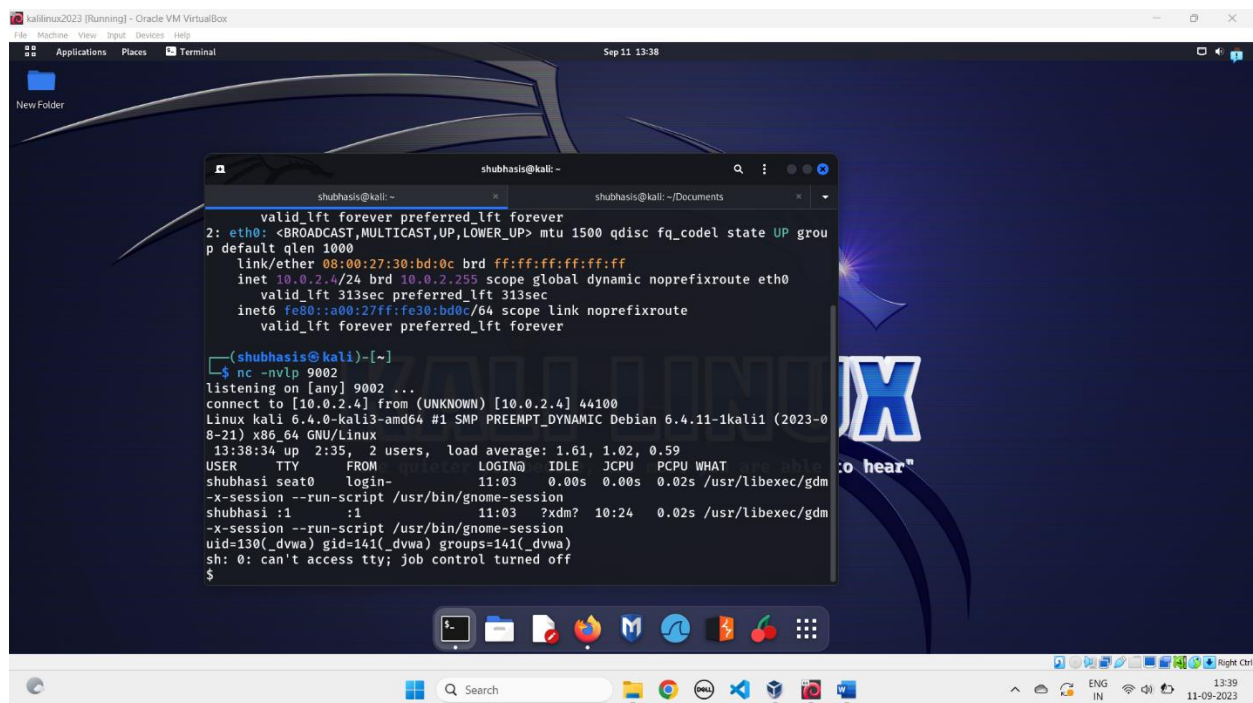 kalilinux2023 [Running] - Oracle VM VirtualBox
File Machine View Input Devices Help
Applications Places Terminal Sep 11 13:38
New Folder
shubhasis@kali: ~
shubhasis@kali: ~ shubhasis@kali: ~/Documents
valid_lft forever preferred_lft forever
2: eth0: <BROADCAST,MULTICAST,UP,LOWER_UP> mtu 1500 qdisc fq_codel state UP grou
p default qlen 1000
link/ether 08:00:27:30:bd:0c brd ff:ff:ff:ff:ff:ff
inet 10.0.2.4/24 brd 10.0.2.255 scope global dynamic noprefixroute eth0
valid_lft 313sec preferred_lft 313sec
inet6 fe80::a00:27ff:fe30:bd0c/64 scope link noprefixroute
valid_lft forever preferred_lft forever
(shubhasis㉿kali)-[~]
$ nc -nvlp 9002
listening on [any] 9002 ...
connect to [10.0.2.4] from (UNKNOWN) [10.0.2.4] 44100
Linux kali 6.4.0-kali3-amd64 #1 SMP PREEMPT_DYNAMIC Debian 6.4.11-1kali1 (2023-0
8-21) x86_64 GNU/Linux
13:38:34 up 2:35, 2 users, load average: 1.61, 1.02, 0.59
USER TTY FROM LOGIN@ IDLE JCPU PCPU WHAT
shubhasi seat0 login- 11:03 0.00s 0.00s 0.02s /usr/libexec/gdm
-x-session --run-script /usr/bin/gnome-session
shubhasi :1 :1 11:03 ?xdm? 10:24 0.02s /usr/libexec/gdm
-x-session --run-script /usr/bin/gnome-session
uid=130(_dvwa) gid=141(_dvwa) groups=141(_dvwa)
sh: 0: can't access tty; job control turned off
$
UX
to hear"
Right Ctrl
Search
DELL
ENG
IN
13:39
11-09-2023